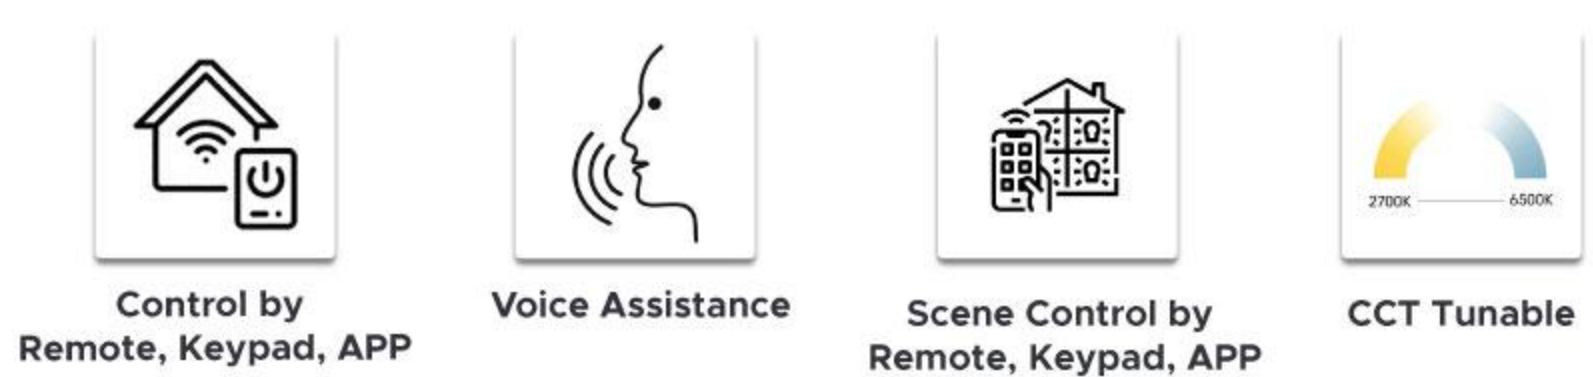 Control by
Remote, Keypad, APP
Voice Assistance
Scene Control by
Remote, Keypad, APP
2700K
6500K
CCT Tunable